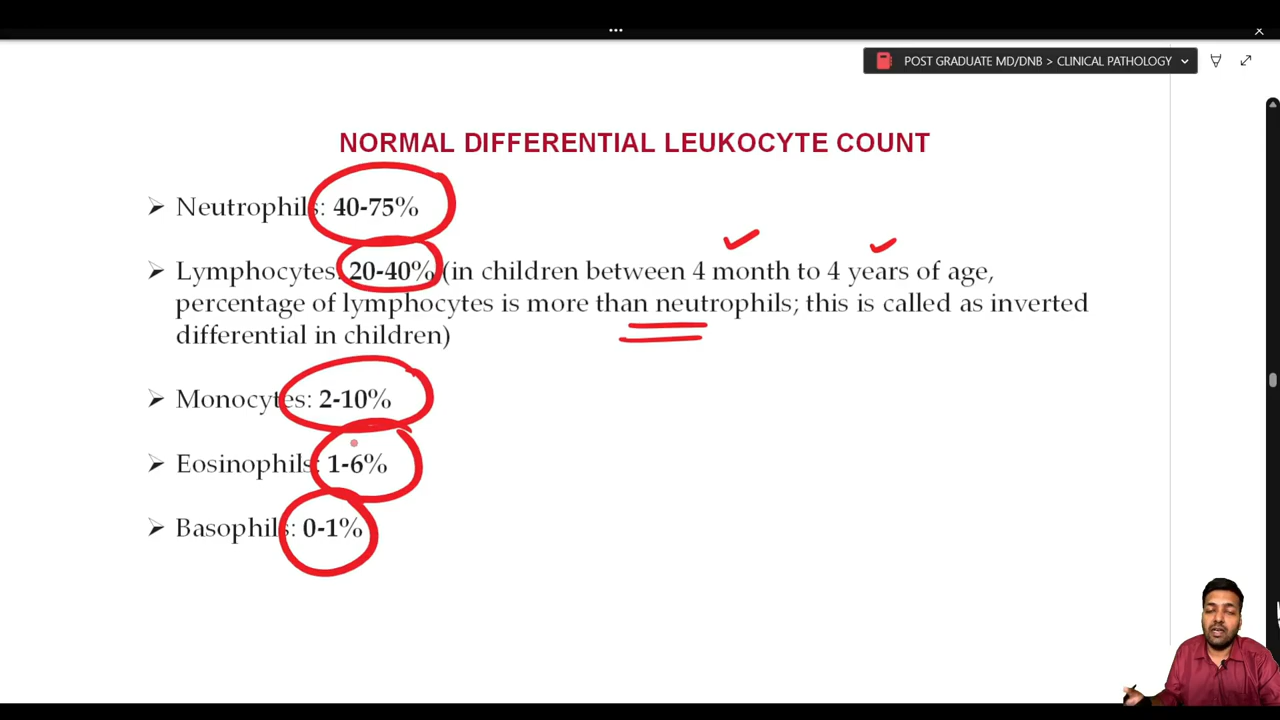 POST GRADUATE MD/DNB > CLINICAL PATHOLOGY
NORMAL DIFFERENTIAL LEUKOCYTE COUNT
➢ Neutrophils: 40-75%
➢ Lymphocytes: 20-40% (in children between 4 month to 4 years of age,
percentage of lymphocytes is more than neutrophils; this is called as inverted
differential in children)
➢ Monocytes: 2-10%
➢ Eosinophils: 1-6%
➢ Basophils: 0-1%